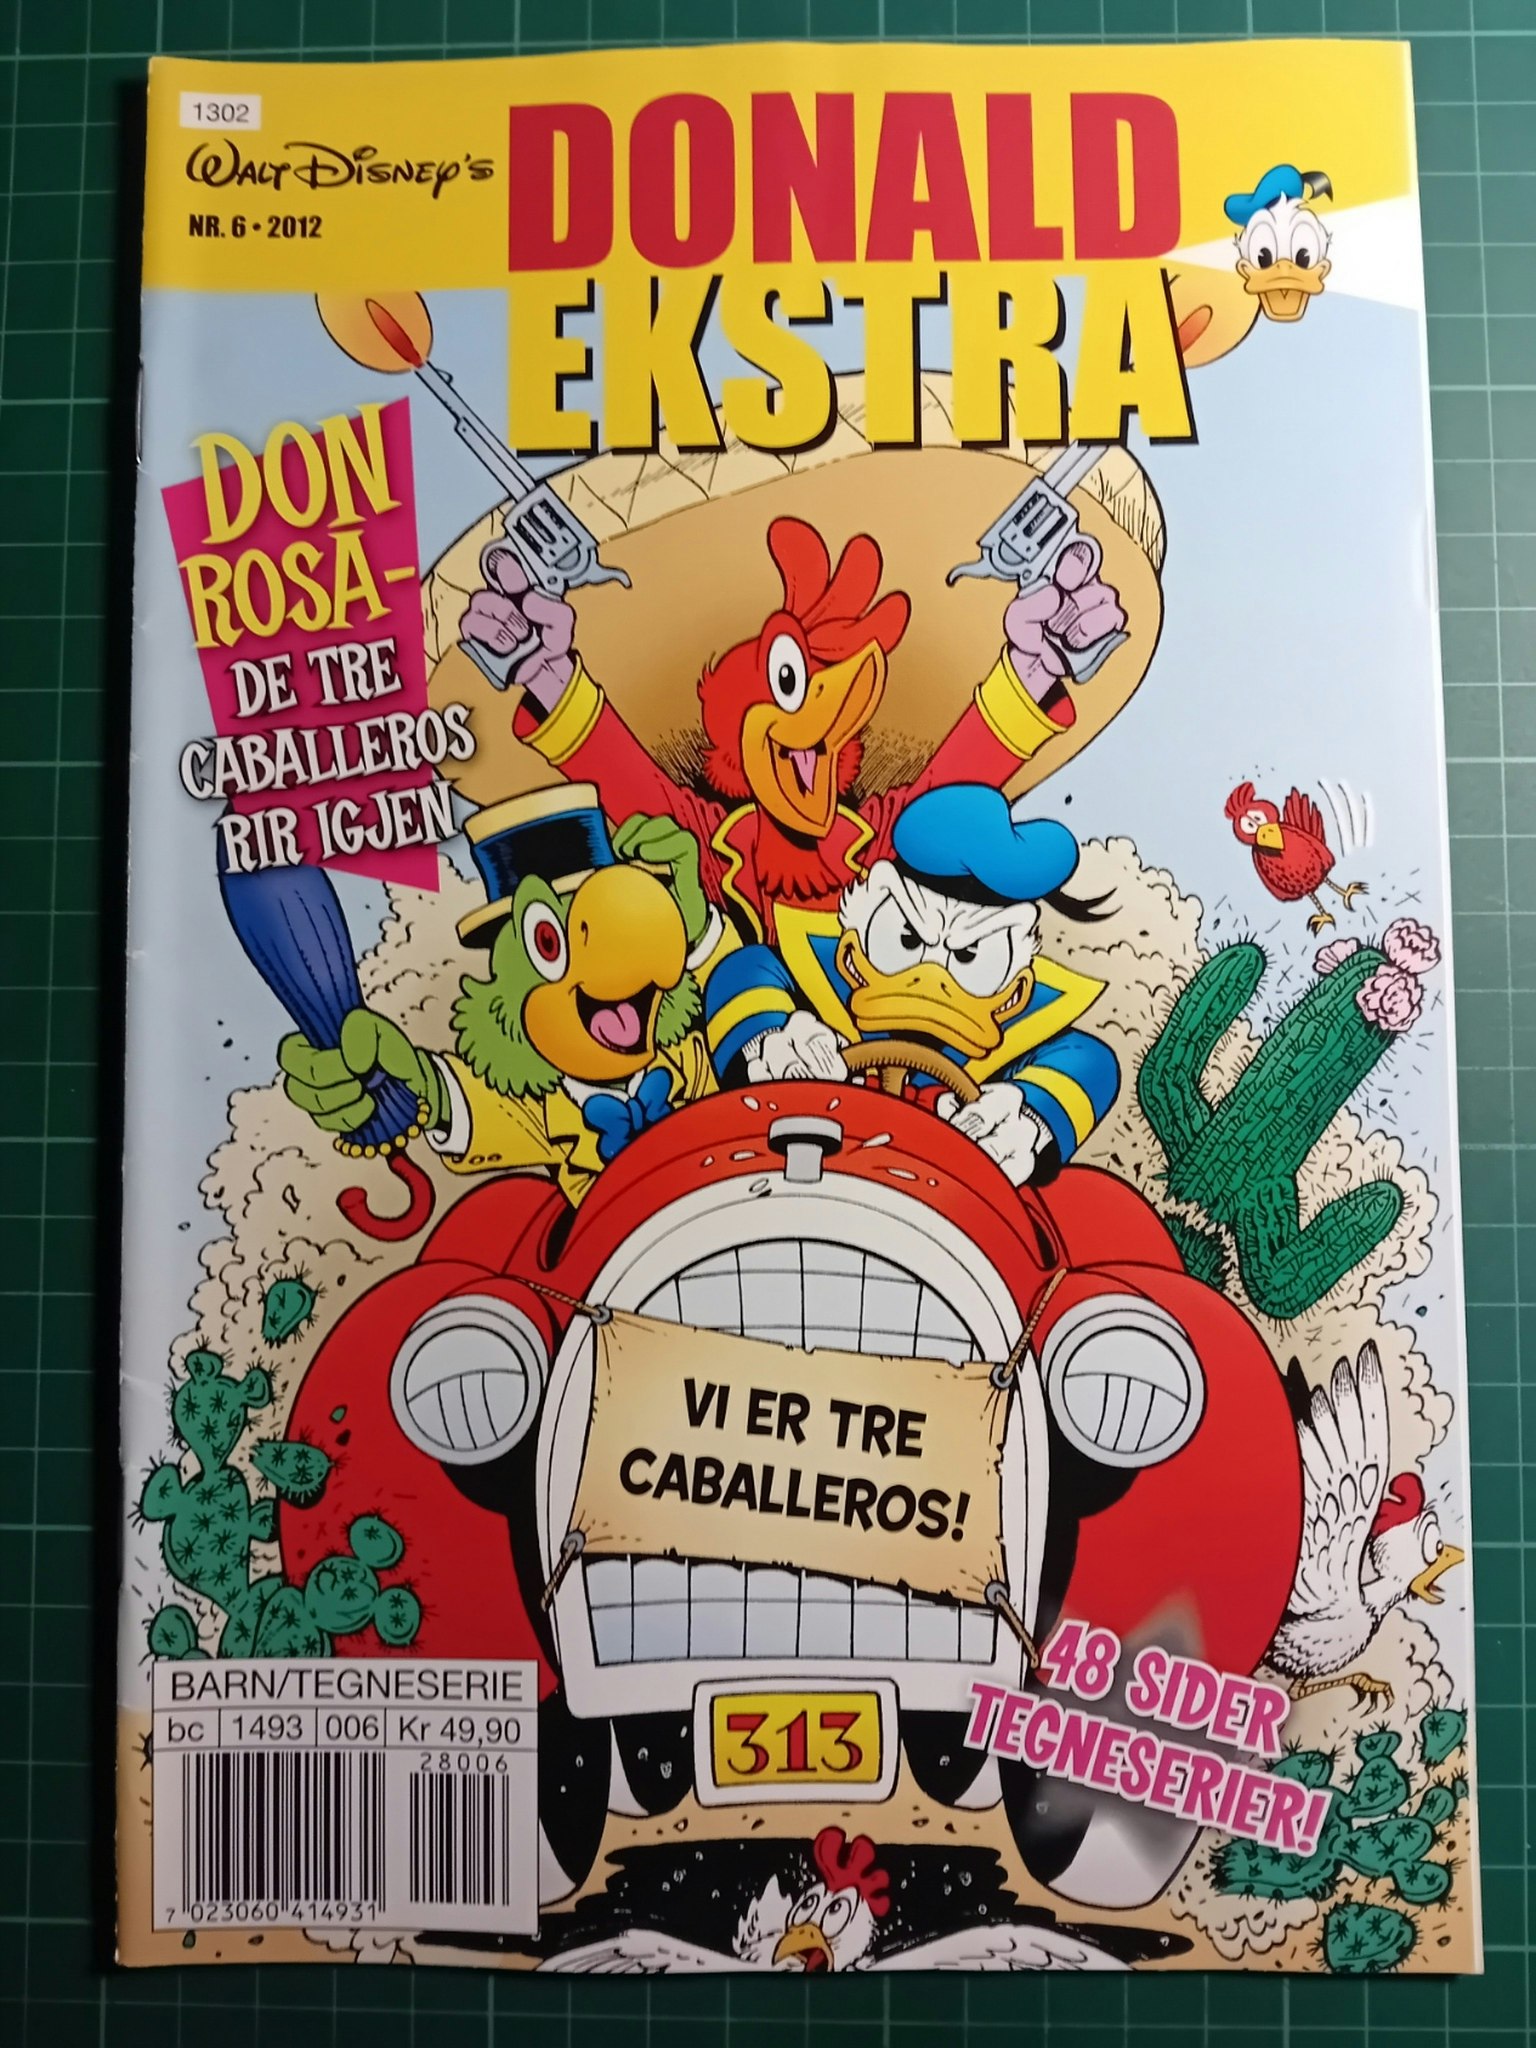 1302
WALT DISNEY'S
NR. 6 • 2012
DONALD
EKSTRA
DON
ROSA-
DE TRE
CABALLEROS
RIR IGJEN
VI ER TRE
CABALLEROS!
313
48 SIDER
TEGNESERIER!
BARN/TEGNESERIE
bc 1493 006 Kr 49,90
28006
7 023060 414931